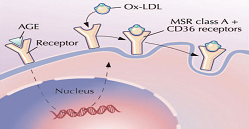 Ox-LDL
AGE
MSR class A +
CD36 receptors
Receptor
Nucleus